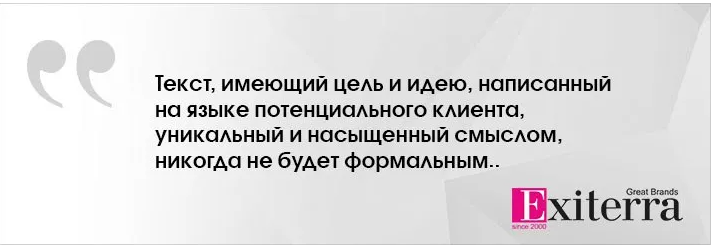 Текст, имеющий цель и идею, написанный
на языке потенциального клиента,
уникальный и насыщенный смыслом,
никогда не будет формальным..
Great Brands
Exiterra
since 2000